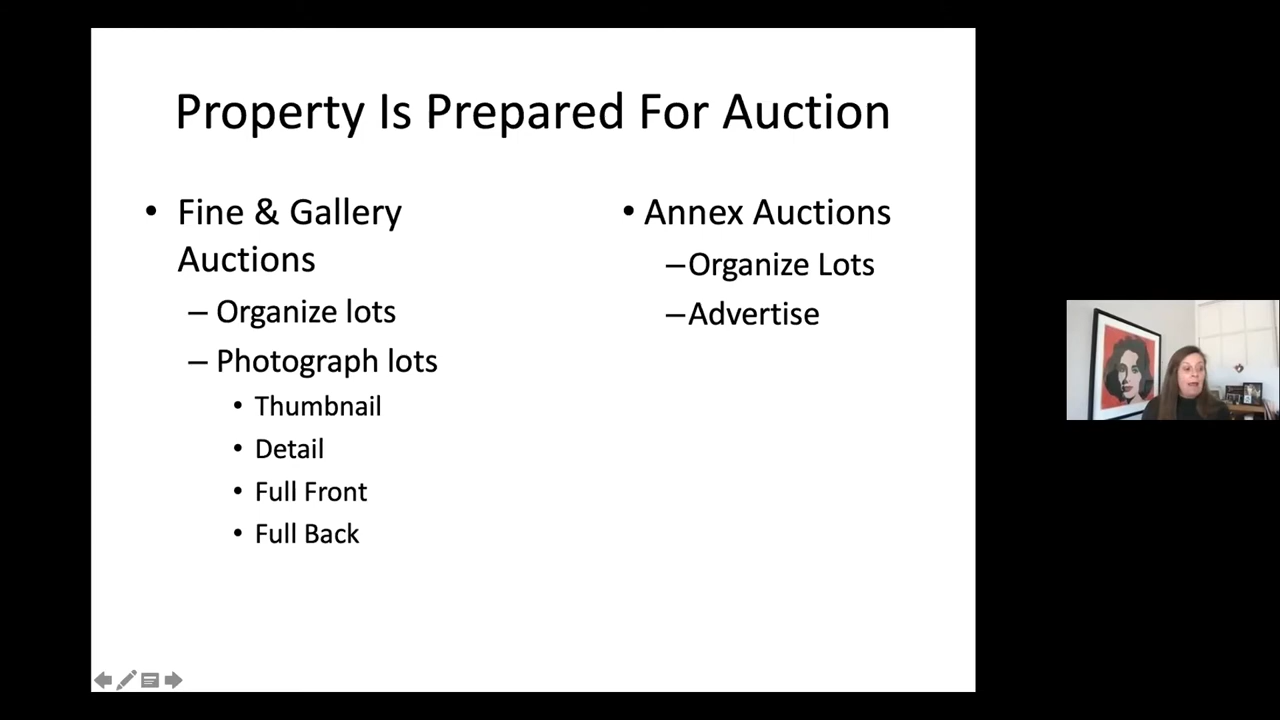 Property Is Prepared For Auction
• Fine & Gallery
Auctions
– Organize lots
– Photograph lots
• Thumbnail
• Detail
• Full Front
• Full Back
• Annex Auctions
–Organize Lots
–Advertise